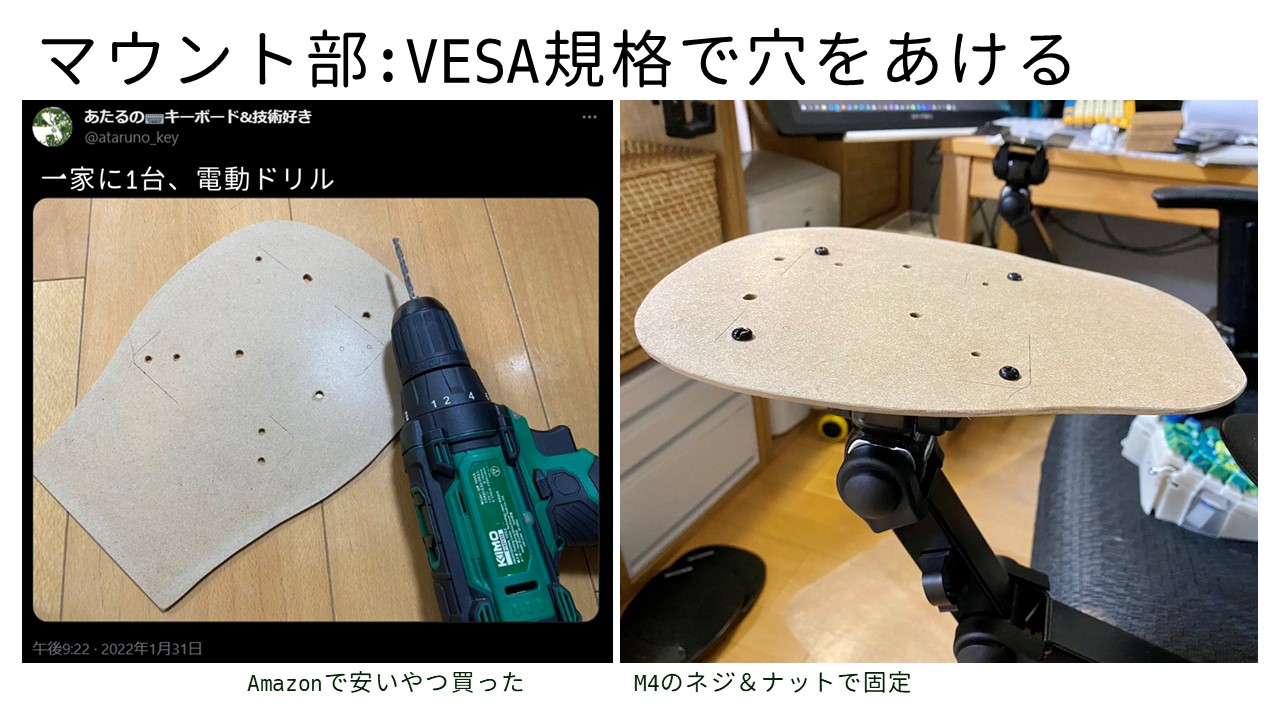 マウント部:VESA規格で穴をあける
あたるの⌨キーボード&技術好き
@ataruno_key
一家に1台、電動ドリル
1 2 4
KIMO
午後9:22 · 2022年1月31日
Amazonで安いやつ買った
M4のネジ＆ナットで固定